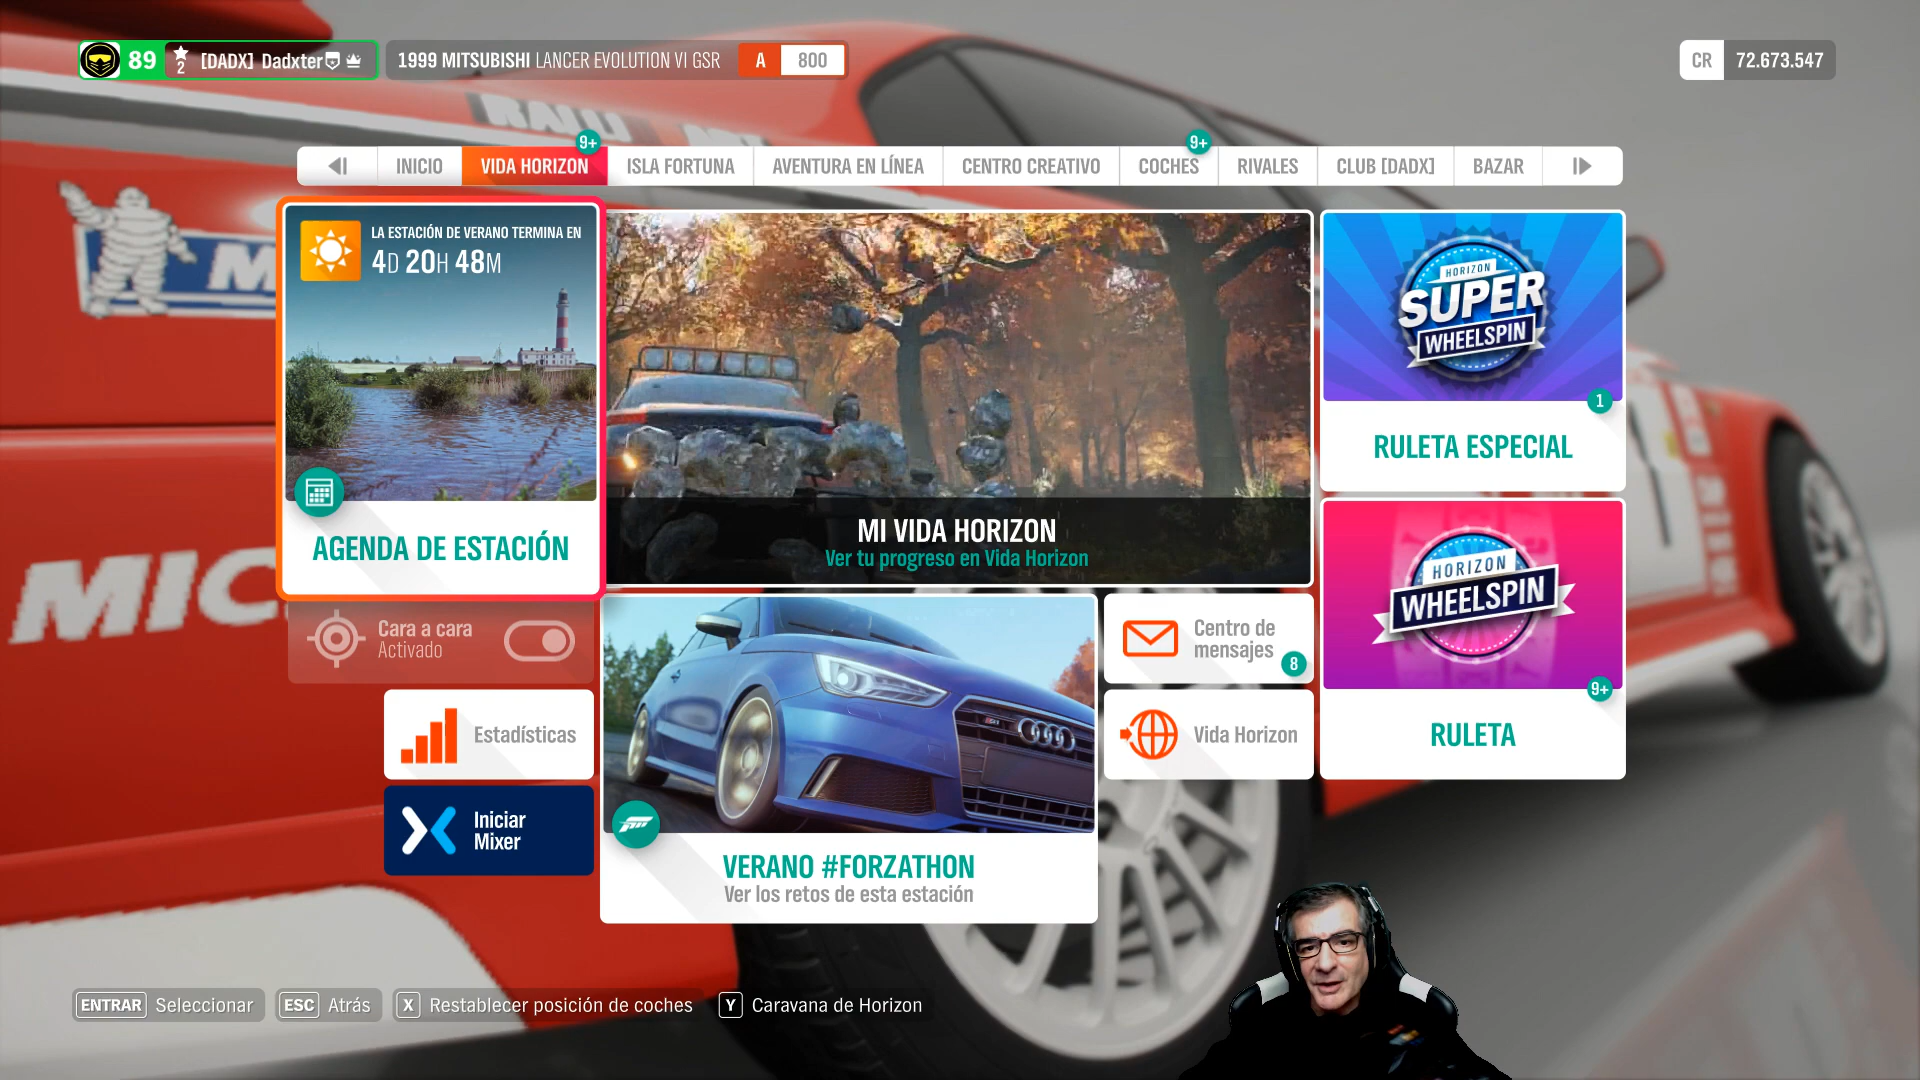 89
2
[DADX] Dadxter
1999 MITSUBISHI LANCER EVOLUTION VI GSR
A 800
CR 72.673.547
9+
9+
INICIO
VIDA HORIZON
ISLA FORTUNA
AVENTURA EN LÍNEA
CENTRO CREATIVO
COCHES
RIVALES
CLUB [DADX]
BAZAR
LA ESTACIÓN DE VERANO TERMINA EN
4D 20H 48M
AGENDA DE ESTACIÓN
MI VIDA HORIZON
Ver tu progreso en Vida Horizon
HORIZON
SUPER
WHEELSPIN
1
RULETA ESPECIAL
HORIZON
WHEELSPIN
9+
RULETA
Cara a cara
Activado
Estadísticas
Iniciar
Mixer
VERANO #FORZATHON
Ver los retos de esta estación
Centro de
mensajes
8
Vida Horizon
MIC
M
ENTRAR Seleccionar
ESC Atrás
X Restablecer posición de coches
Y Caravana de Horizon